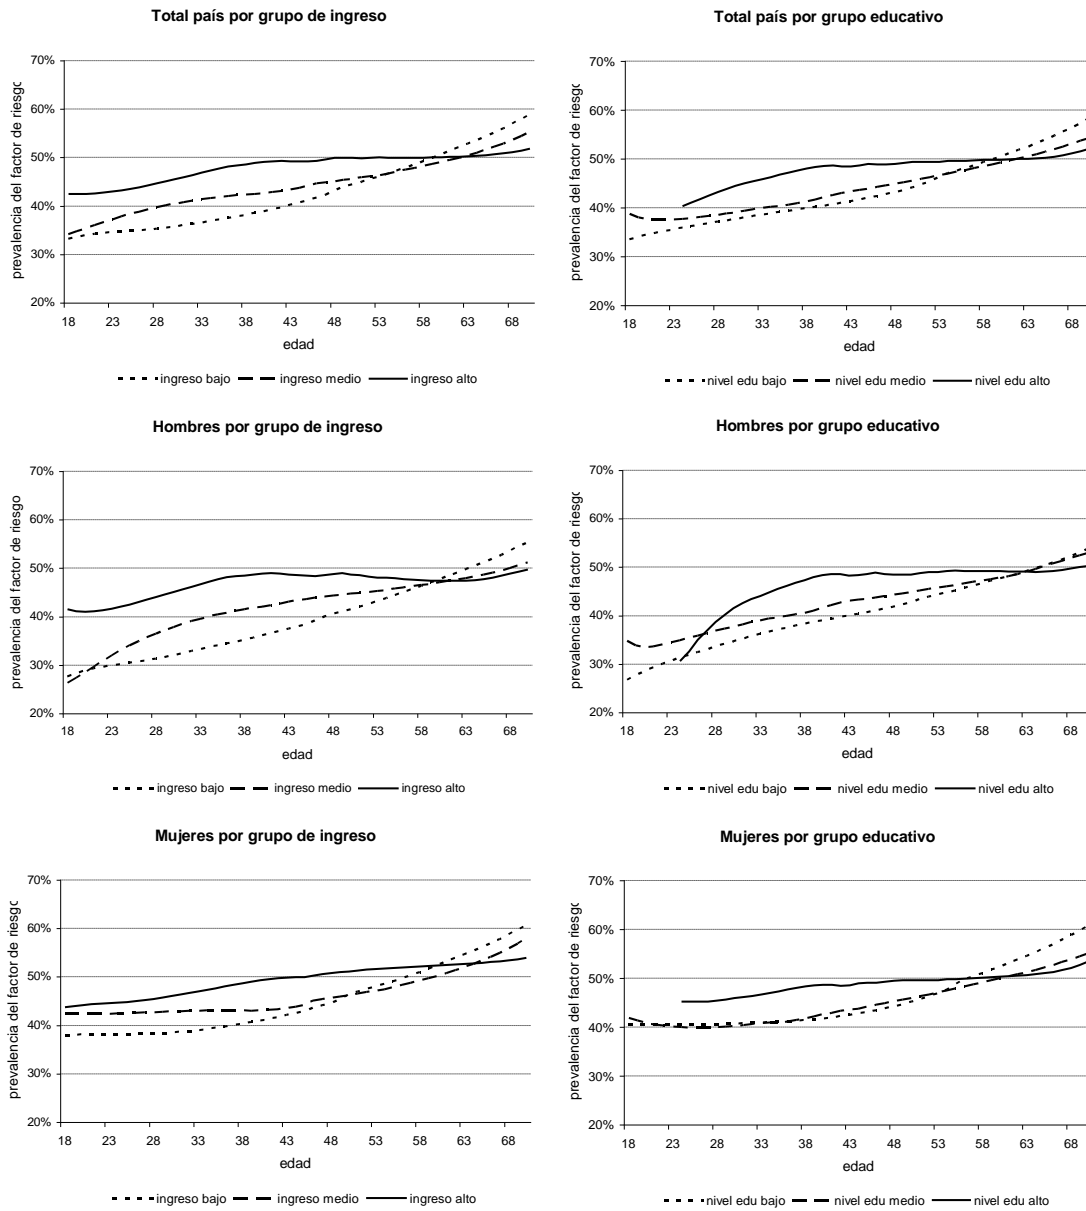 Total país por grupo de ingreso
prevalencia del factor de riesgo
70%
60%
50%
40%
30%
20%
18 23 28 33 38 43 48 53 58 63 68
edad
ingreso bajo ingreso medio ingreso alto
Total país por grupo educativo
prevalencia del factor de riesgo
70%
60%
50%
40%
30%
20%
18 23 28 33 38 43 48 53 58 63 68
edad
nivel edu bajo nivel edu medio nivel edu alto
Hombres por grupo de ingreso
prevalencia del factor de riesgo
70%
60%
50%
40%
30%
20%
18 23 28 33 38 43 48 53 58 63 68
edad
ingreso bajo ingreso medio ingreso alto
Hombres por grupo educativo
prevalencia del factor de riesgo
70%
60%
50%
40%
30%
20%
18 23 28 33 38 43 48 53 58 63 68
edad
nivel edu bajo nivel edu medio nivel edu alto
Mujeres por grupo de ingreso
prevalencia del factor de riesgo
70%
60%
50%
40%
30%
20%
18 23 28 33 38 43 48 53 58 63 68
edad
ingreso bajo ingreso medio ingreso alto
Mujeres por grupo educativo
prevalencia del factor de riesgo
70%
60%
50%
40%
30%
20%
18 23 28 33 38 43 48 53 58 63 68
edad
nivel edu bajo nivel edu medio nivel edu alto